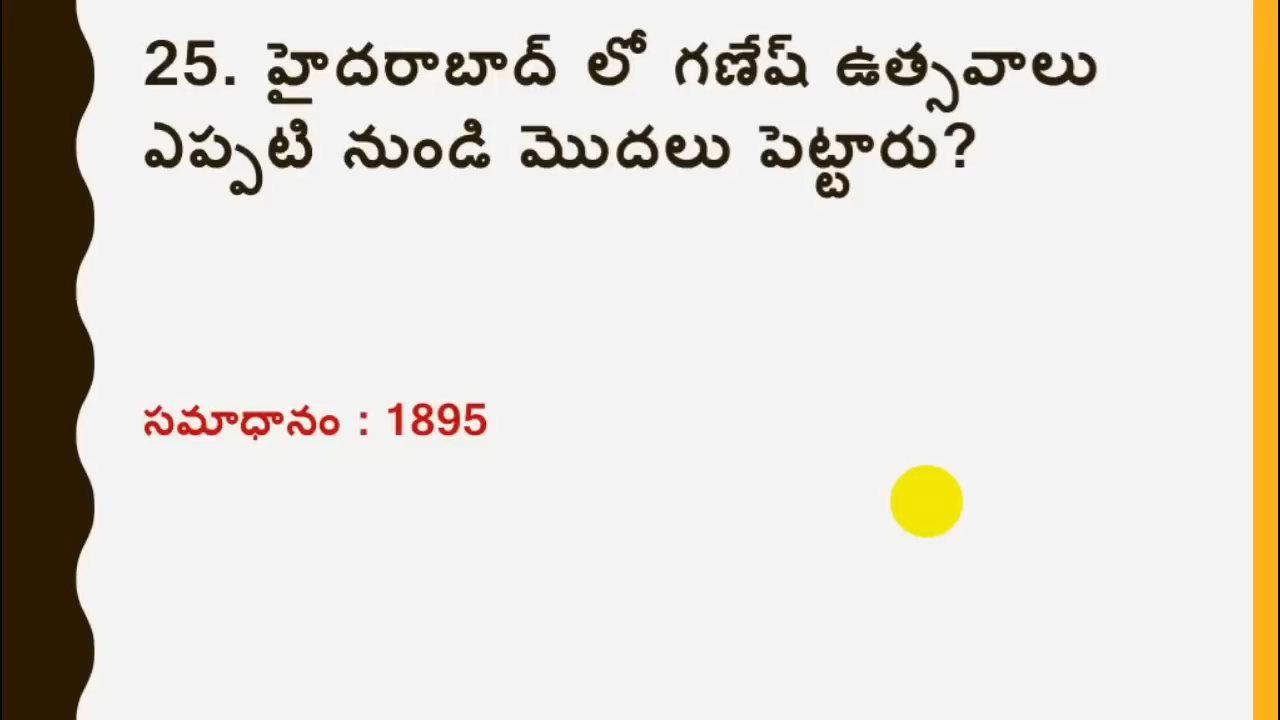 25. హైదరాబాద్ లో గణేష్ ఉత్సవాలు
ఎప్పటి నుండి మొదలు పెట్టారు?
సమాధానం : 1895